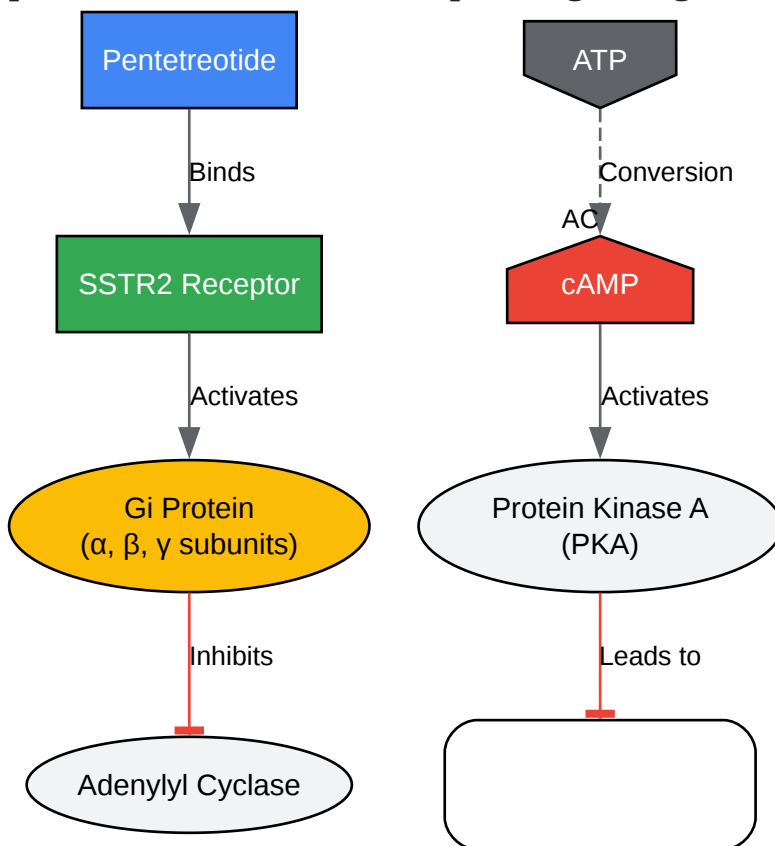 Pentetreotide
ATP
Binds
Conversion
AC
SSTR2 Receptor
cAMP
Activates
Activates
Gi Protein
(α, β, γ subunits)
Protein Kinase A
(PKA)
Inhibits
Leads to
Adenylyl Cyclase